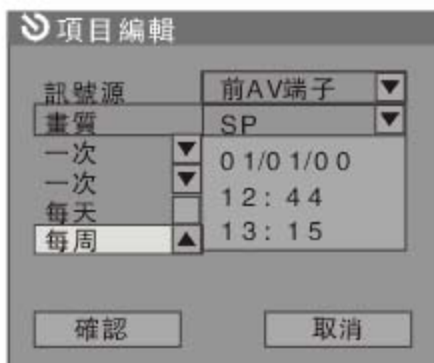 項目編輯
訊號源 前AV端子
畫質 SP
一次 01/01/00
一次 12:44
每天 13:15
每周
確認 取消